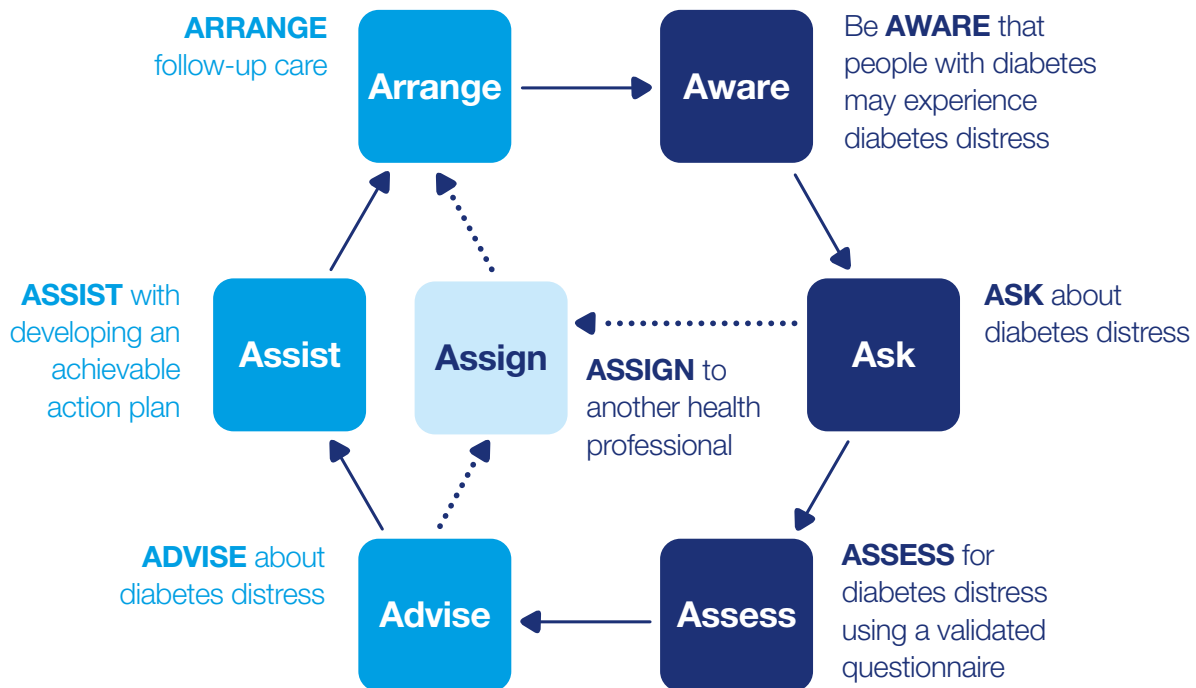 ARRANGE
follow-up care
Arrange
Aware
Be AWARE that
people with diabetes
may experience
diabetes distress
ASSIST with
developing an
achievable
action plan
Assist
Assign
ASSIGN to
another health
professional
Ask
ASK about
diabetes distress
ADVISE about
diabetes distress
Advise
Assess
ASSESS for
diabetes distress
using a validated
questionnaire